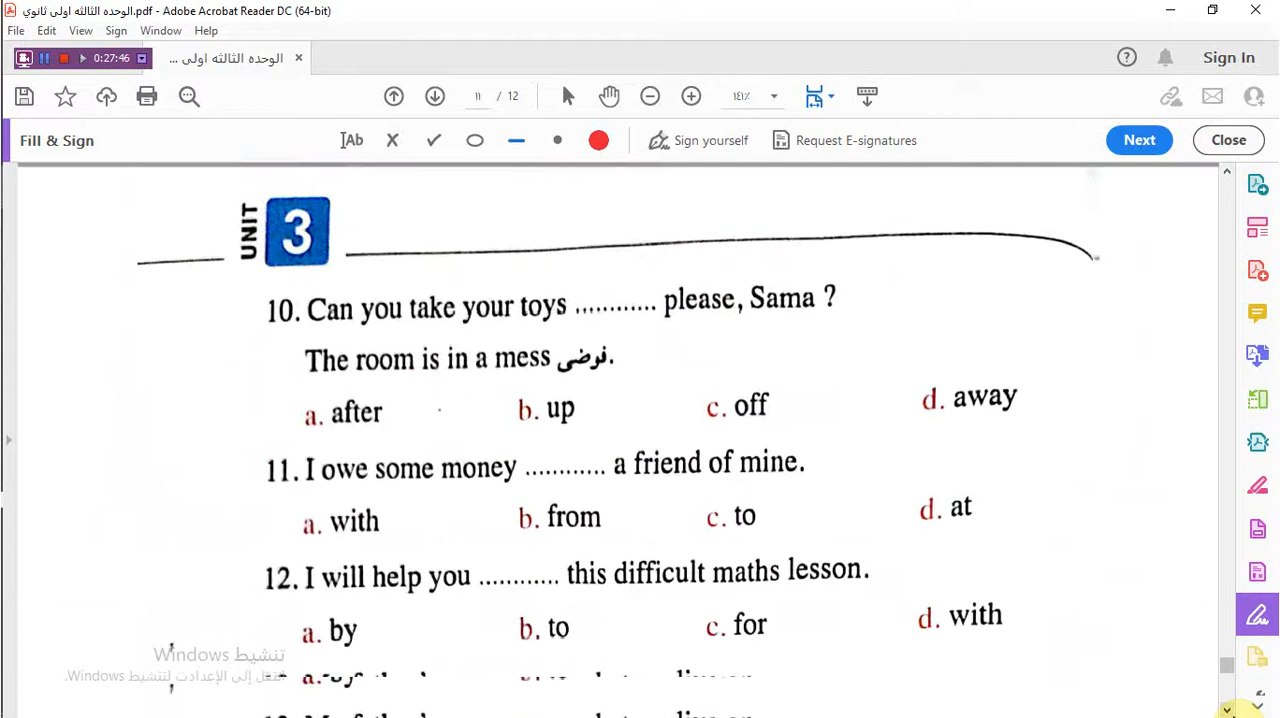 الوحده الثالثه اولى ثانوي.pdf - Adobe Acrobat Reader DC (64-bit)
File Edit View Sign Window Help
0:27:46 الوحده الثالثه اولى ... × Sign In
١١ / 12 ١٤١٪
Fill & Sign Ab Sign yourself Request E-signatures Next Close
UNIT 3
10. Can you take your toys ............ please, Sama ?
The room is in a mess فوضى.
a. after b. up c. off d. away
11. I owe some money ............ a friend of mine.
a. with b. from c. to d. at
12. I will help you ............ this difficult maths lesson.
a. by b. to c. for d. with
تنشيط Windows
انتقل إلى الإعدادت لتنشيط Windows.